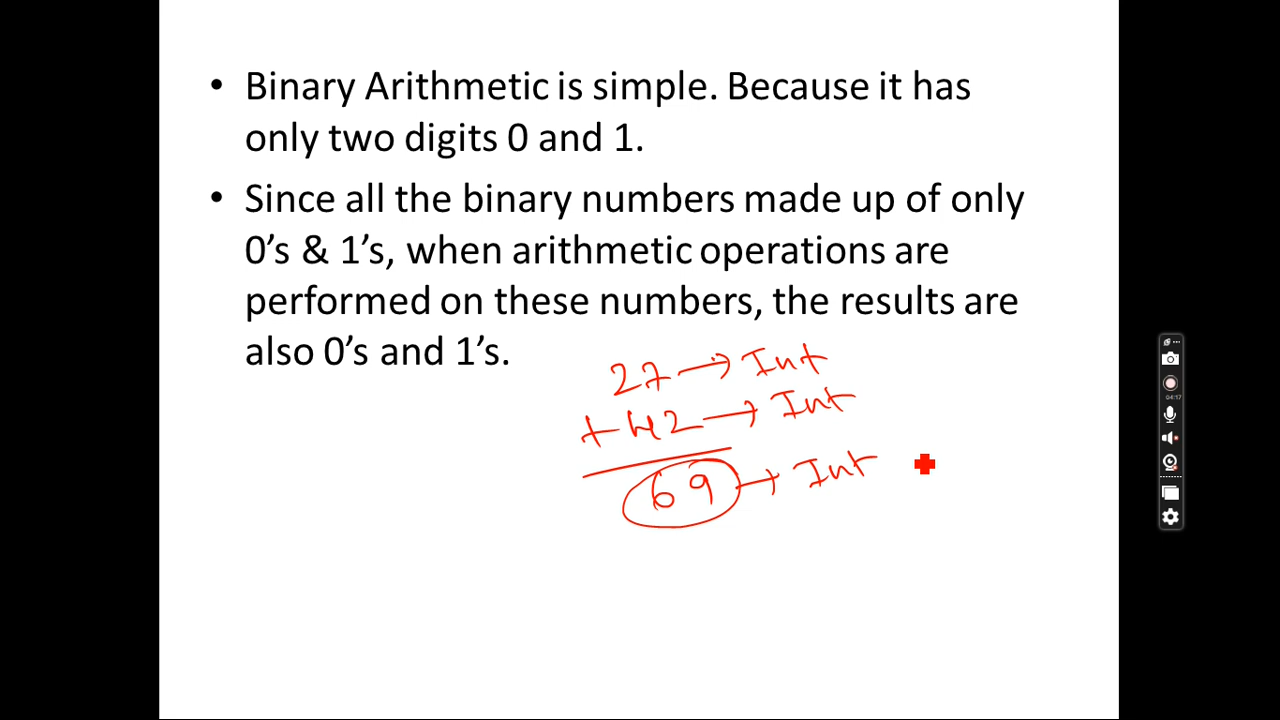 • Binary Arithmetic is simple. Because it has
only two digits 0 and 1.
• Since all the binary numbers made up of only
0’s & 1’s, when arithmetic operations are
performed on these numbers, the results are
also 0’s and 1’s.
27 → Int
+42 → Int
69 → Int
04:17